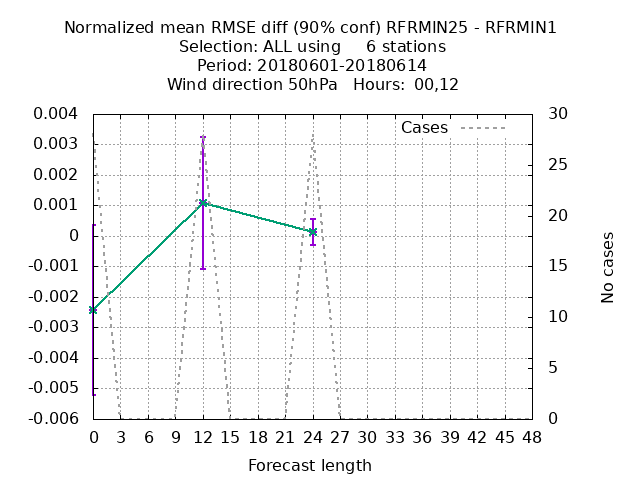 Normalized mean RMSE diff (90% conf) RFRMIN25 - RFRMIN1
Selection: ALL using     6 stations
Period: 20180601-20180614
Wind direction 50hPa   Hours: 00,12
0.004
0.003
0.002
0.001
0
-0.001
-0.002
-0.003
-0.004
-0.005
-0.006
Cases
30
25
20
15
10
5
0
No cases
0 3 6 9 12 15 18 21 24 27 30 33 36 39 42 45 48
Forecast length